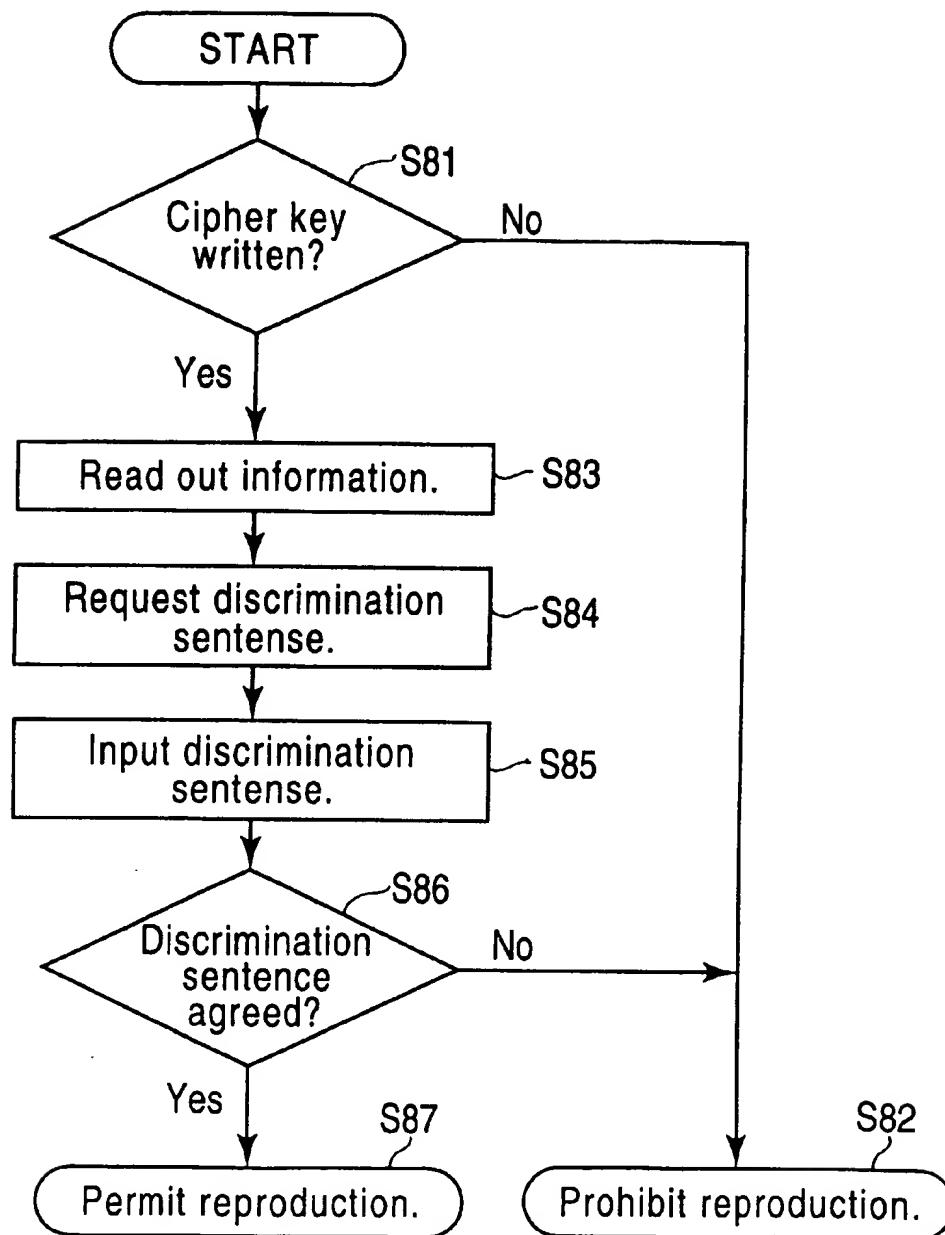 START
S81
Cipher key
written?
No
Yes
Read out information.
S83
Request discrimination
sentense.
S84
Input discrimination
sentense.
S85
S86
Discrimination
sentence
agreed?
No
Yes
S87
Permit reproduction.
S82
Prohibit reproduction.